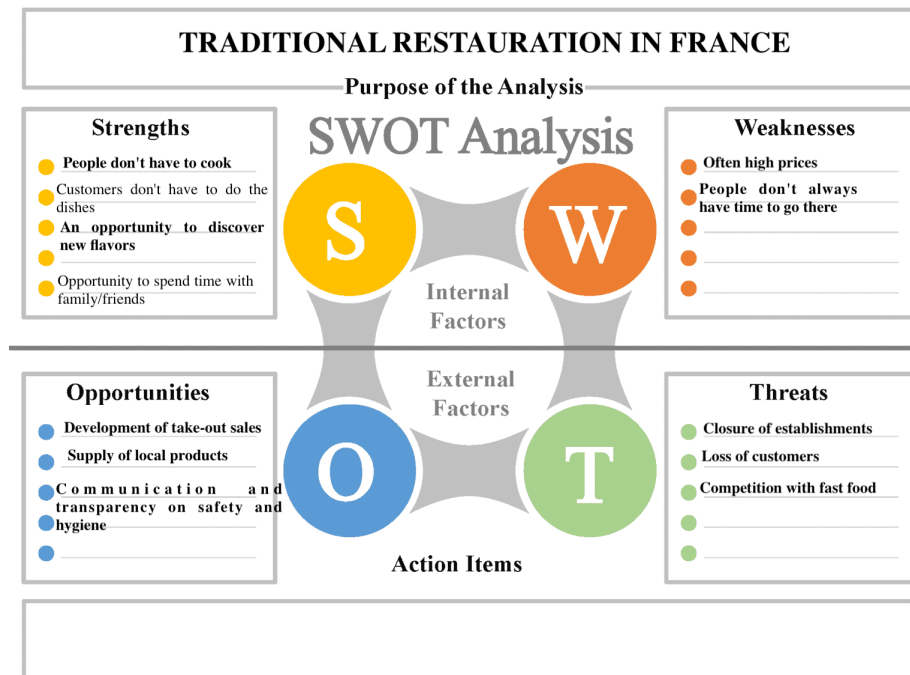 TRADITIONAL RESTAURATION IN FRANCE
Purpose of the Analysis
SWOT Analysis
Strengths
People don't have to cook
Customers don't have to do the
dishes
An opportunity to discover
new flavors
Opportunity to spend time with
family/friends
S
W
Weaknesses
Often high prices
People don't always
have time to go there
Internal
Factors
External
Factors
Opportunities
Development of take-out sales
Supply of local products
Communication and
transparency on safety and
hygiene
O
T
Threats
Closure of establishments
Loss of customers
Competition with fast food
Action Items